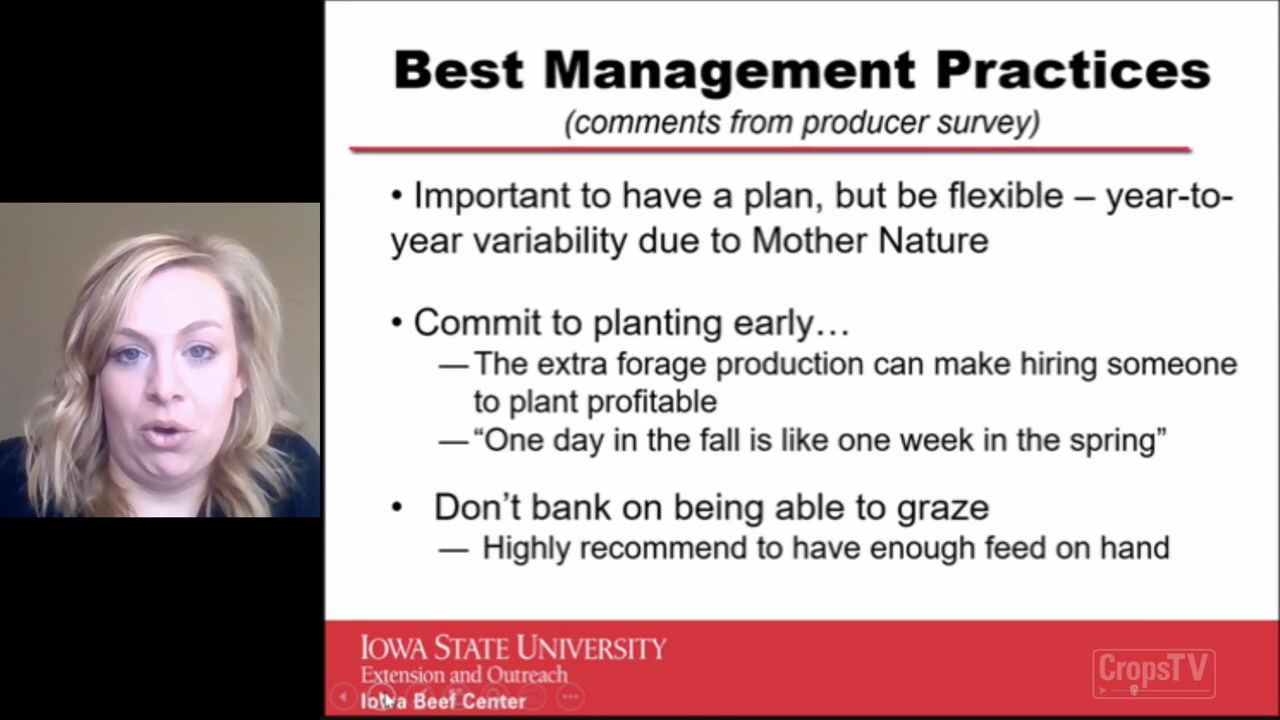 Best Management Practices
(comments from producer survey)
• Important to have a plan, but be flexible – year-to-
year variability due to Mother Nature
• Commit to planting early…
— The extra forage production can make hiring someone
to plant profitable
— “One day in the fall is like one week in the spring”
• Don’t bank on being able to graze
— Highly recommend to have enough feed on hand
IOWA STATE UNIVERSITY
Extension and Outreach
Iowa Beef Center
CropsTV